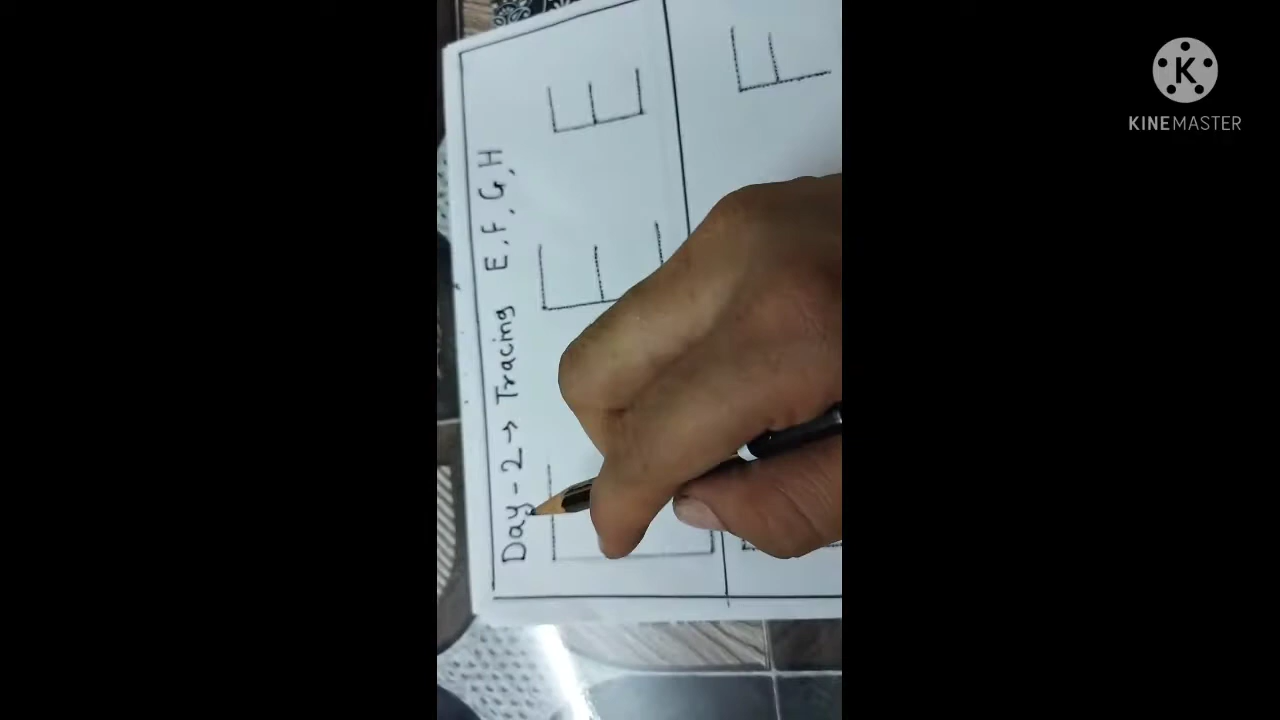 Day-2 → Tracing E, F, G, H
E E E
F
KINEMASTER